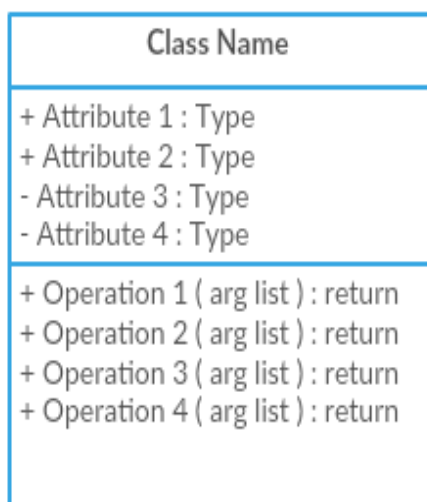 Class Name
+ Attribute 1 : Type
+ Attribute 2 : Type
- Attribute 3 : Type
- Attribute 4 : Type
+ Operation 1 ( arg list ) : return
+ Operation 2 ( arg list ) : return
+ Operation 3 ( arg list ) : return
+ Operation 4 ( arg list ) : return